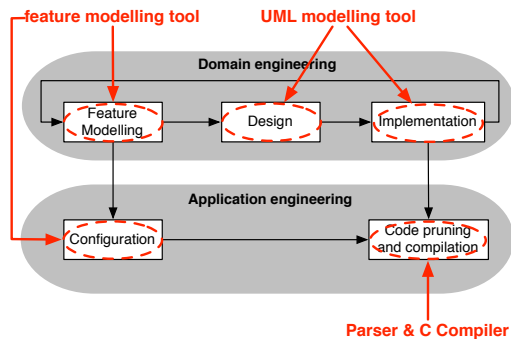 feature modelling tool
UML modelling tool
Domain engineering
Feature
Modelling
Design
Implementation
Application engineering
Configuration
Code pruning
and compilation
Parser & C Compiler